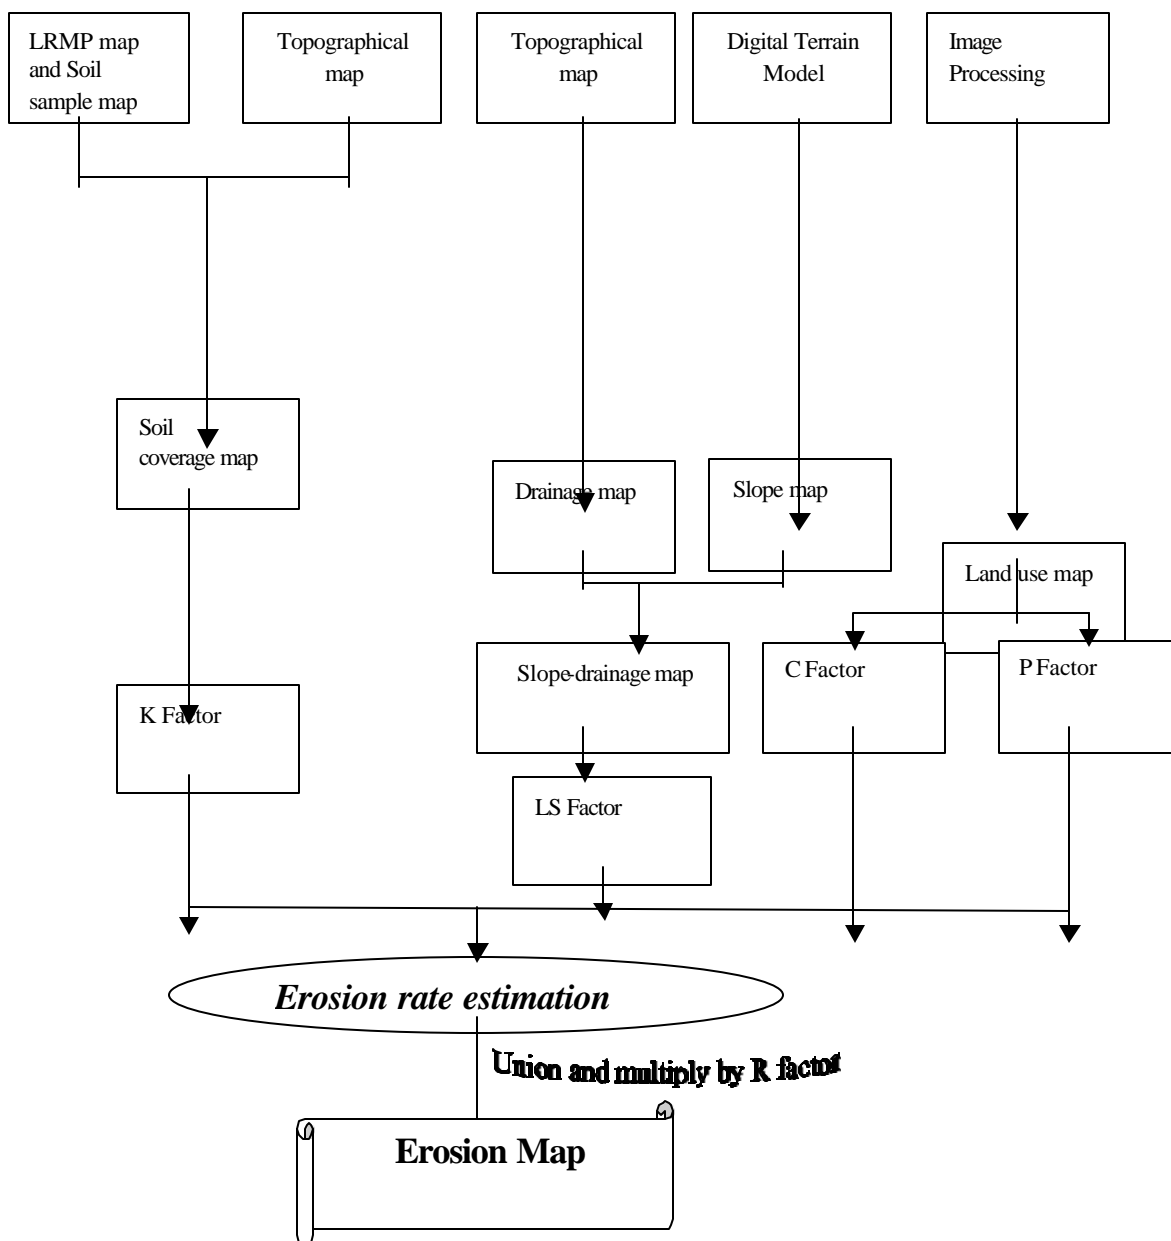 LRMP map
and Soil
sample map
Topographical
map
Topographical
map
Digital Terrain
Model
Image
Processing
Soil
coverage map
Drainage map
Slope map
Land use map
Slope-drainage map
C Factor
P Factor
K Factor
LS Factor
Erosion rate estimation
Union and multiply by R factor
Erosion Map